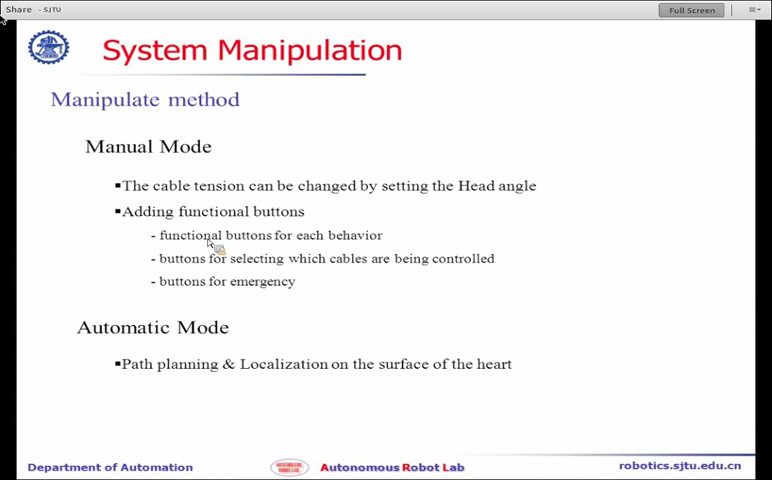 Share - SJTU
Full Screen
System Manipulation
Manipulate method
Manual Mode
▪The cable tension can be changed by setting the Head angle
▪Adding functional buttons
- functional buttons for each behavior
- buttons for selecting which cables are being controlled
- buttons for emergency
Automatic Mode
▪Path planning & Localization on the surface of the heart
Department of Automation
Autonomous Robot Lab
robotics.sjtu.edu.cn